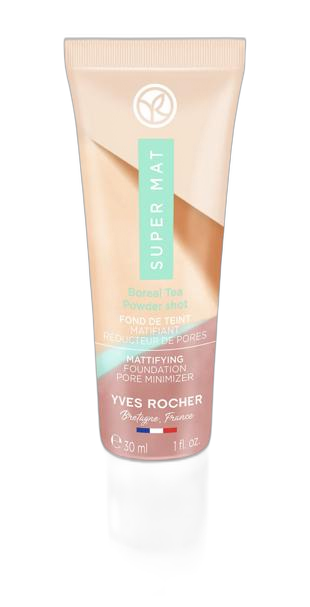 SUPER MAT
Boreal Tea
Powder shot
FOND DE TEINT
MATIFIANT
RÉDUCTEUR DE PORES
MATTIFYING
FOUNDATION
PORE MINIMIZER
YVES ROCHER
Bretagne, France
℮30 ml 1 fl. oz.